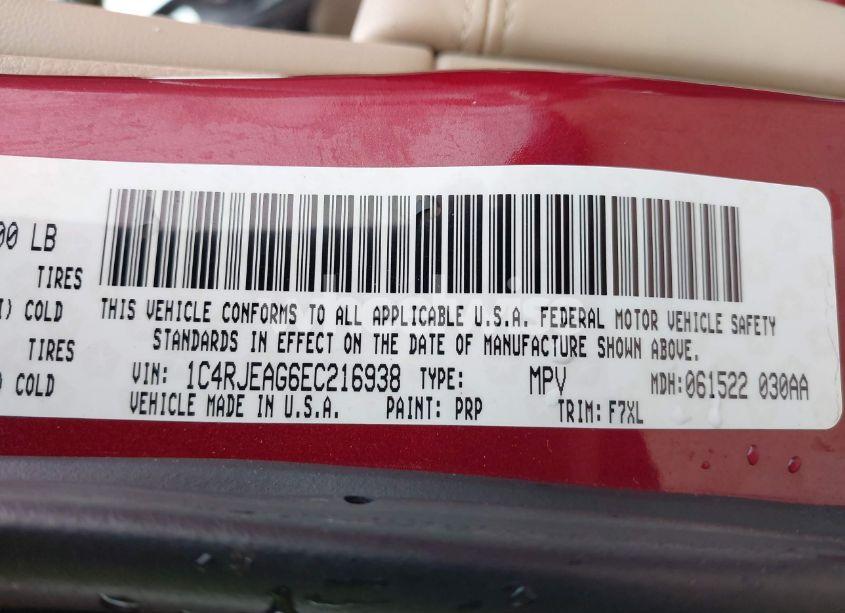 00 LB
TIRES
I) COLD
TIRES
COLD
THIS VEHICLE CONFORMS TO ALL APPLICABLE U.S.A. FEDERAL MOTOR VEHICLE SAFETY
STANDARDS IN EFFECT ON THE DATE OF MANUFACTURE SHOWN ABOVE.
VIN: 1C4RJEAG6EC216938 TYPE: MPV MDH:061522 030AA
VEHICLE MADE IN U.S.A. PAINT: PRP TRIM: F7XL